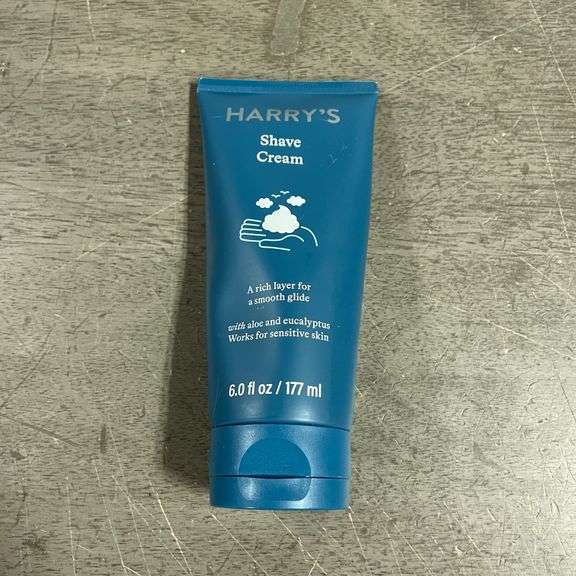 HARRY'S
Shave
Cream
A rich layer for
a smooth glide
with aloe and eucalyptus
Works for sensitive skin
6.0 fl oz / 177 ml